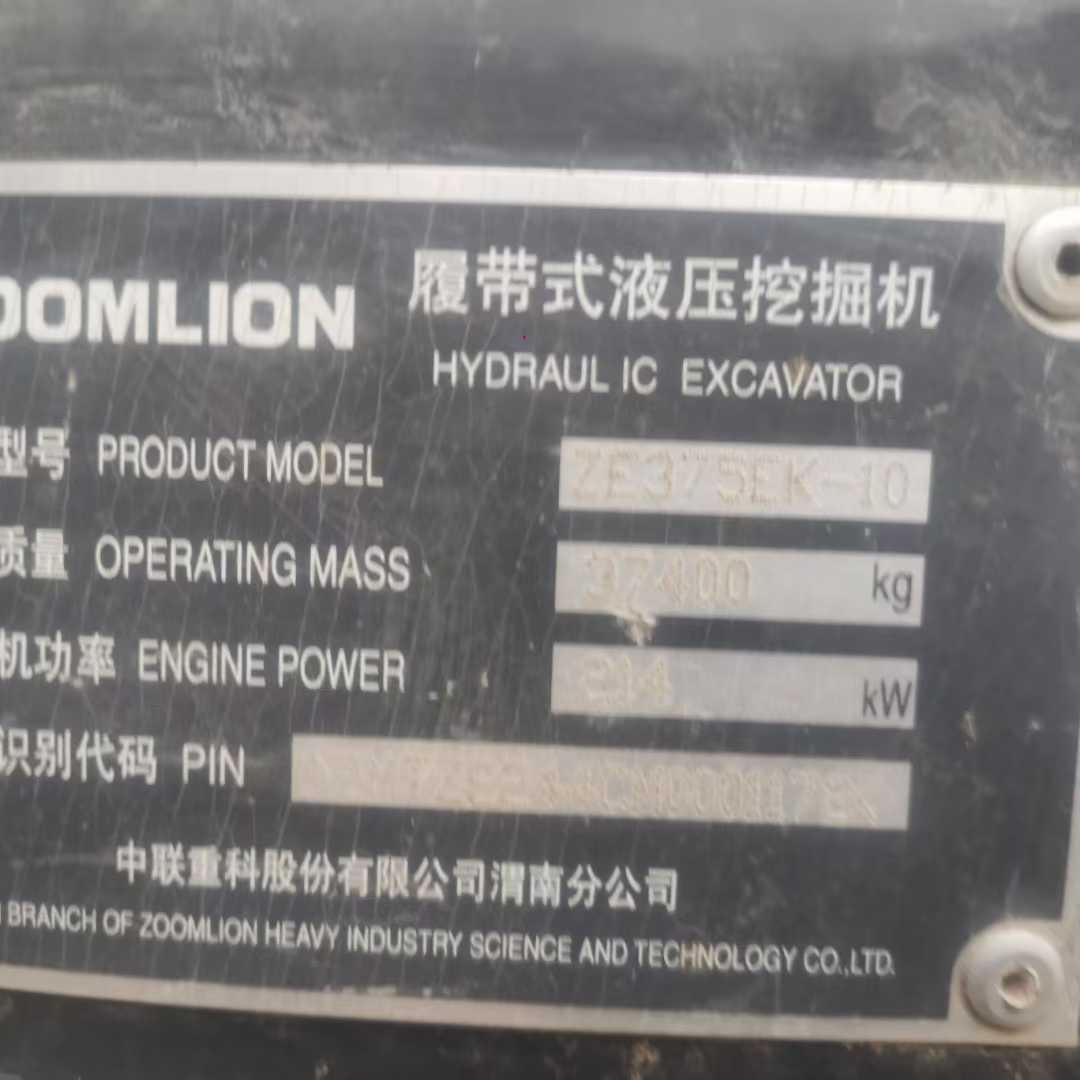 OOMLION 履带式液压挖掘机
HYDRAULIC EXCAVATOR
型号 PRODUCT MODEL ZE375EK-10
质量 OPERATING MASS 37400 kg
机功率 ENGINE POWER 214 kW
识别代码 PIN
中联重科股份有限公司渭南分公司
BRANCH OF ZOOMLION HEAVY INDUSTRY SCIENCE AND TECHNOLOGY CO.,LTD.